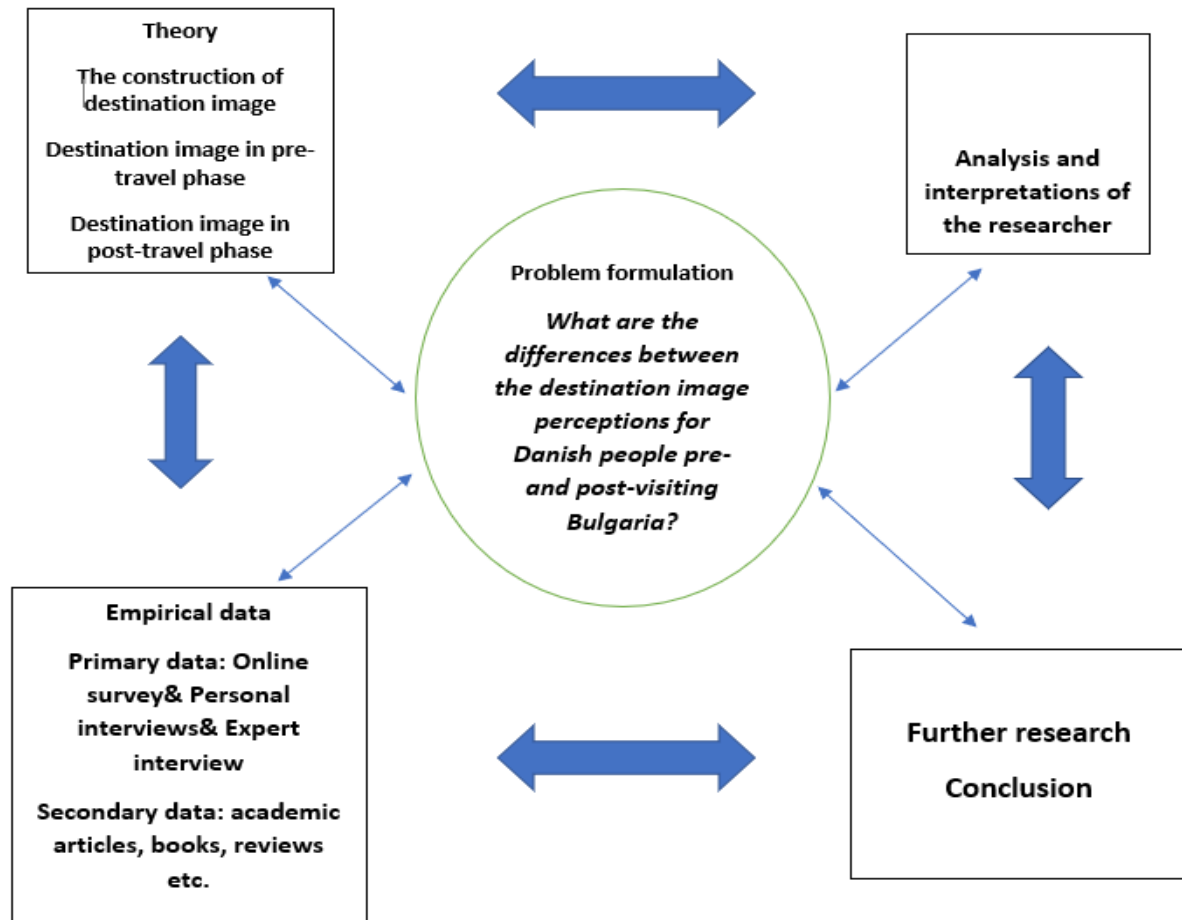 Theory
The construction of
destination image
Destination image in pre-
travel phase
Destination image in
post-travel phase
Analysis and
interpretations of
the researcher
Problem formulation
What are the
differences between
the destination image
perceptions for
Danish people pre-
and post-visiting
Bulgaria?
Empirical data
Primary data: Online
survey& Personal
interviews& Expert
interview
Secondary data: academic
articles, books, reviews
etc.
Further research
Conclusion